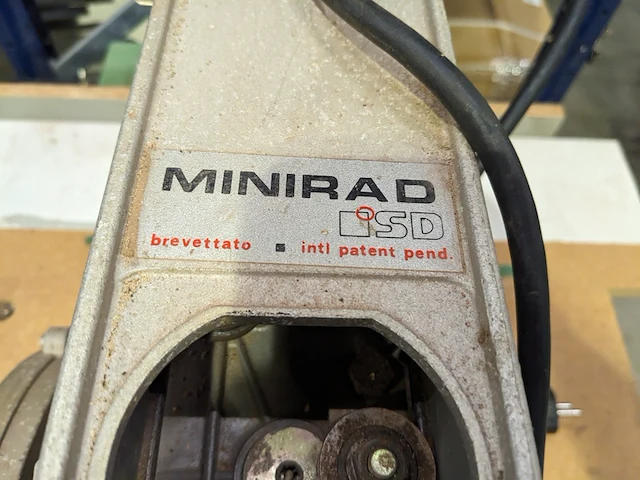 MINIRAD
iSD
brevettato ■ intl patent pend.